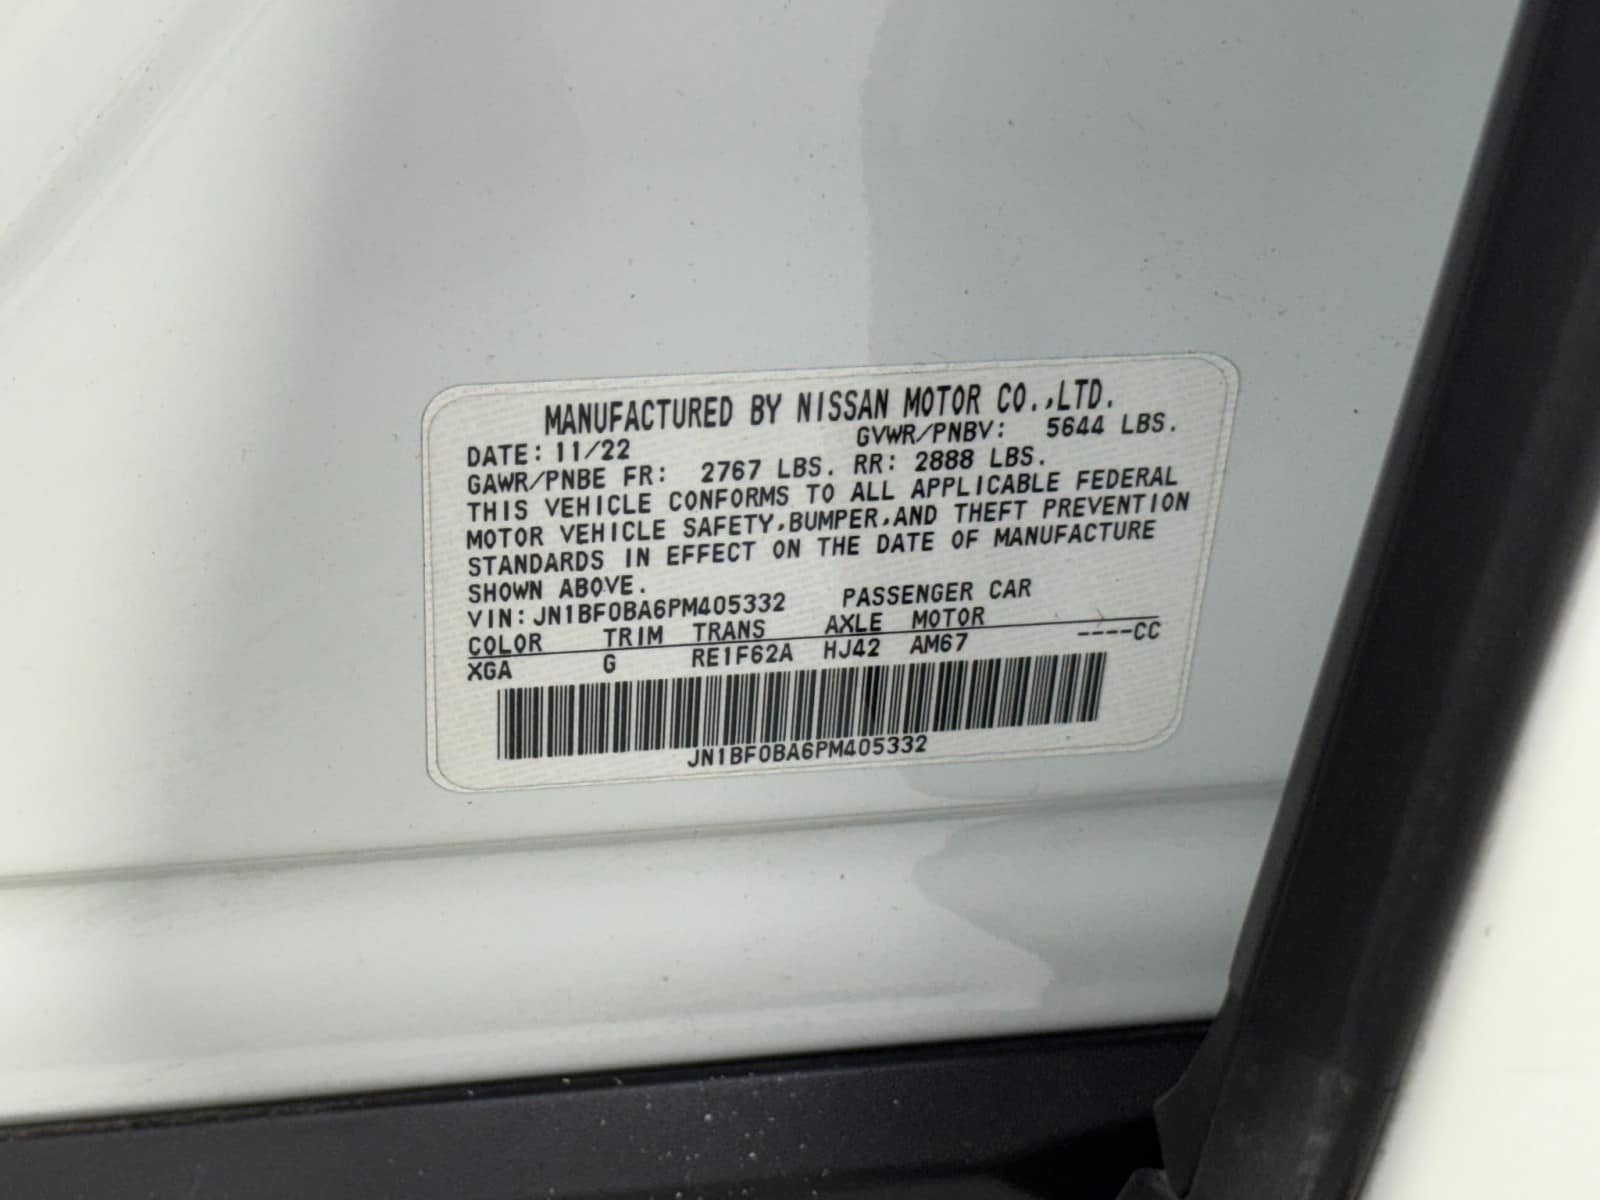 MANUFACTURED BY NISSAN MOTOR CO.,LTD.
DATE: 11/22 GVWR/PNBV: 5644 LBS.
GAWR/PNBE FR: 2767 LBS. RR: 2888 LBS.
THIS VEHICLE CONFORMS TO ALL APPLICABLE FEDERAL
MOTOR VEHICLE SAFETY,BUMPER,AND THEFT PREVENTION
STANDARDS IN EFFECT ON THE DATE OF MANUFACTURE
SHOWN ABOVE.
VIN: JN1BF0BA6PM405332 PASSENGER CAR
COLOR TRIM TRANS AXLE MOTOR
XGA G RE1F62A HJ42 AM67 ----CC
JN1BF0BA6PM405332